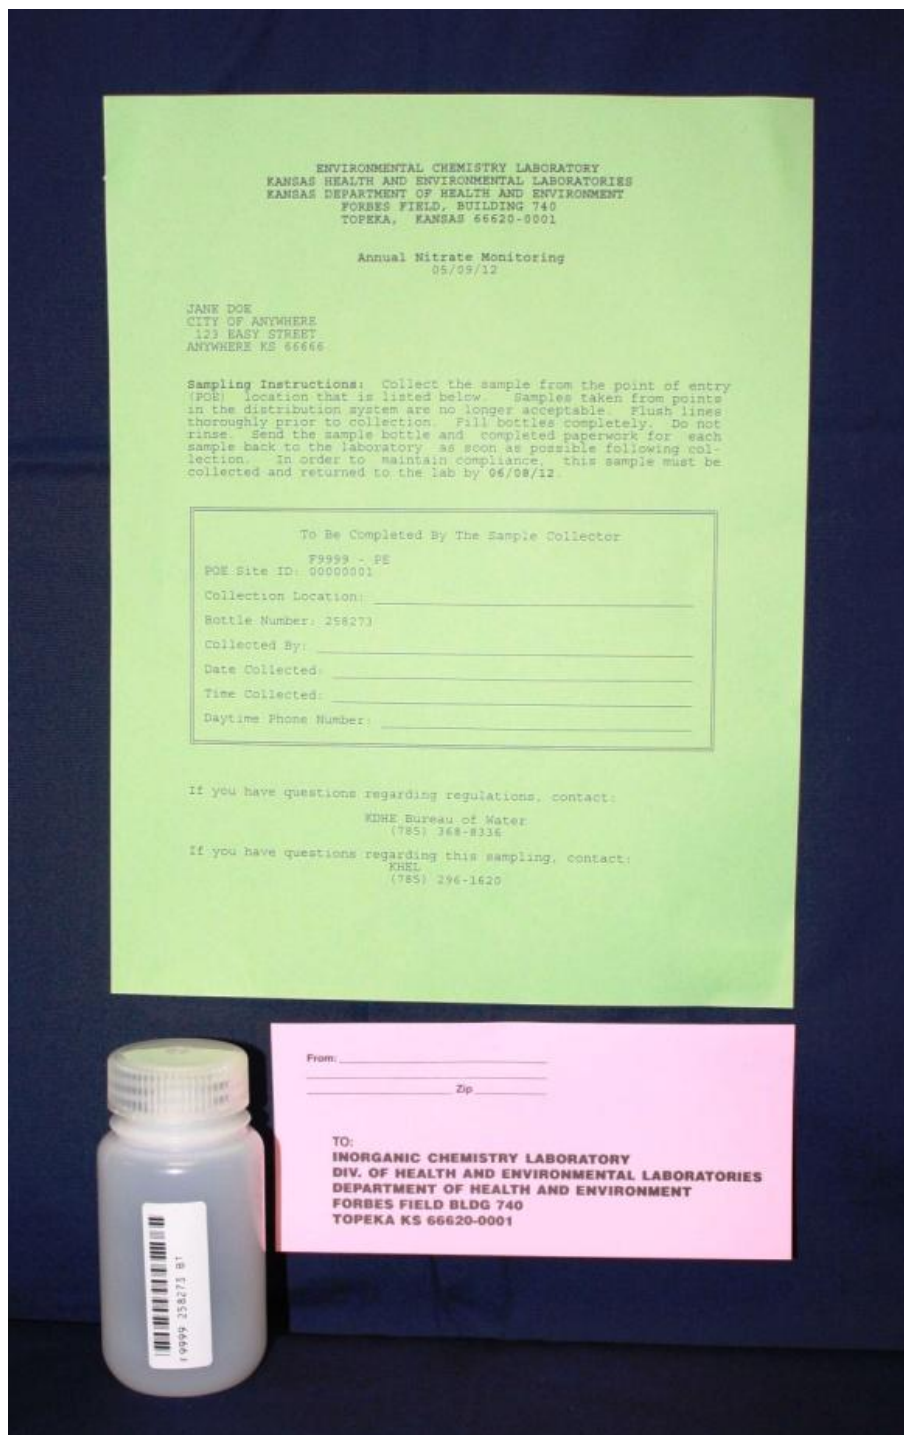 ENVIRONMENTAL CHEMISTRY LABORATORY
KANSAS HEALTH AND ENVIRONMENTAL LABORATORIES
KANSAS DEPARTMENT OF HEALTH AND ENVIRONMENT
FORBES FIELD, BUILDING 740
TOPEKA, KANSAS 66620-0001
Annual Nitrate Monitoring
05/09/12
JANE DOE
CITY OF ANYWHERE
123 EASY STREET
ANYWHERE KS 66666
Sampling Instructions: Collect the sample from the point of entry
(POE) location that is listed below. Samples taken from points
in the distribution system are no longer acceptable. Flush lines
thoroughly prior to collection. Fill bottles completely. Do not
rinse. Send the sample bottle and completed paperwork for each
sample back to the laboratory as soon as possible following col-
lection. In order to maintain compliance, this sample must be
collected and returned to the lab by 06/08/12.
To Be Completed By The Sample Collector
F9999 - PE
POE Site ID: 00000001
Collection Location:
Bottle Number: 258273
Collected By:
Date Collected:
Time Collected:
Daytime Phone Number:
If you have questions regarding regulations, contact:
KDHE Bureau of Water
(785) 368-8336
If you have questions regarding this sampling, contact:
KHEL
(785) 296-1620
From:
Zip
TO:
INORGANIC CHEMISTRY LABORATORY
DIV. OF HEALTH AND ENVIRONMENTAL LABORATORIES
DEPARTMENT OF HEALTH AND ENVIRONMENT
FORBES FIELD BLDG 740
TOPEKA KS 66620-0001
F9999 258273 BT